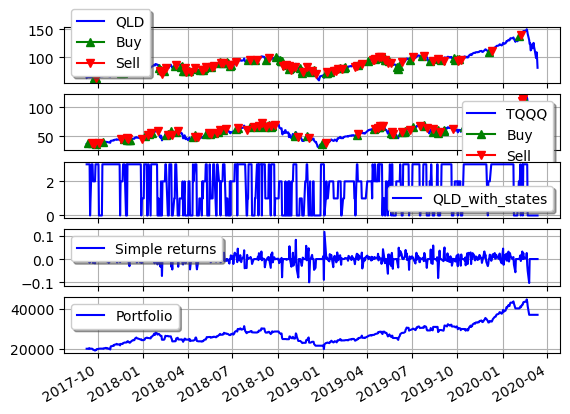 150
100
QLD
Buy
Sell
100
50
TQQQ
Buy
Sell
2
0
QLD_with_states
0.1
0.0
−0.1
Simple returns
40000
20000
Portfolio
2017-10 2018-01 2018-04 2018-07 2018-10 2019-01 2019-04 2019-07 2019-10 2020-01 2020-04